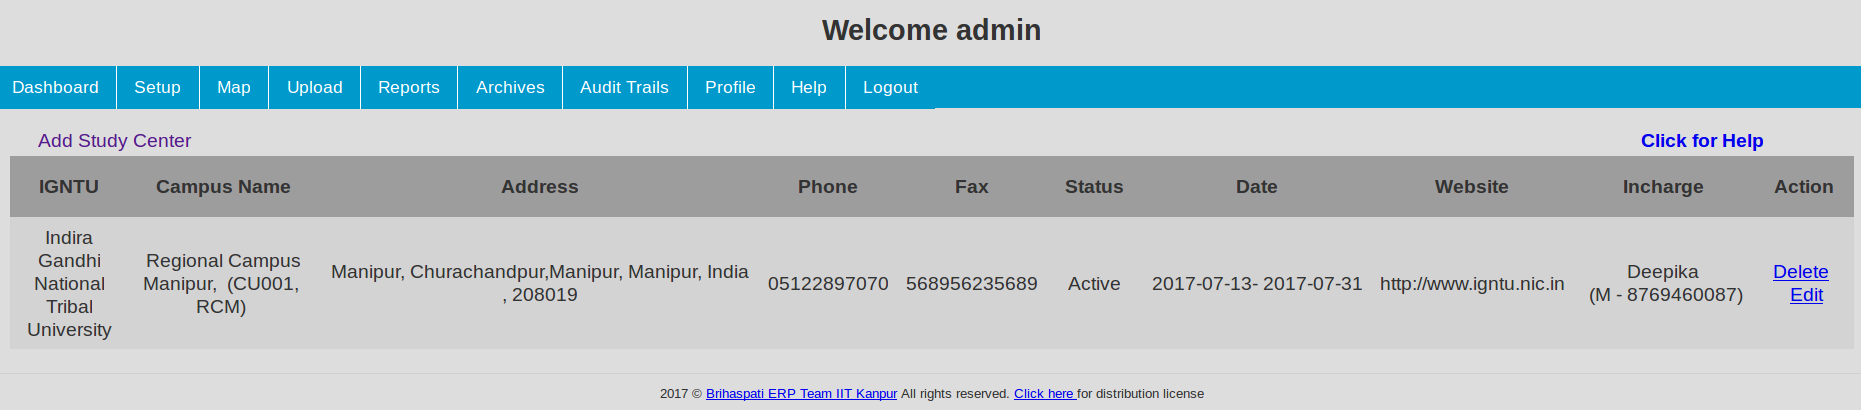 Welcome admin
Dashboard Setup Map Upload Reports Archives Audit Trails Profile Help Logout
Add Study Center Click for Help
IGNTU Campus Name Address Phone Fax Status Date Website Incharge Action
Indira
Gandhi
National
Tribal
University
Regional Campus
Manipur, (CU001,
RCM)
Manipur, Churachandpur,Manipur, Manipur, India
, 208019
05122897070
568956235689
Active
2017-07-13- 2017-07-31
http://www.igntu.nic.in
Deepika
(M - 8769460087)
Delete
Edit
2017 © Brihaspati ERP Team IIT Kanpur All rights reserved. Click here for distribution license